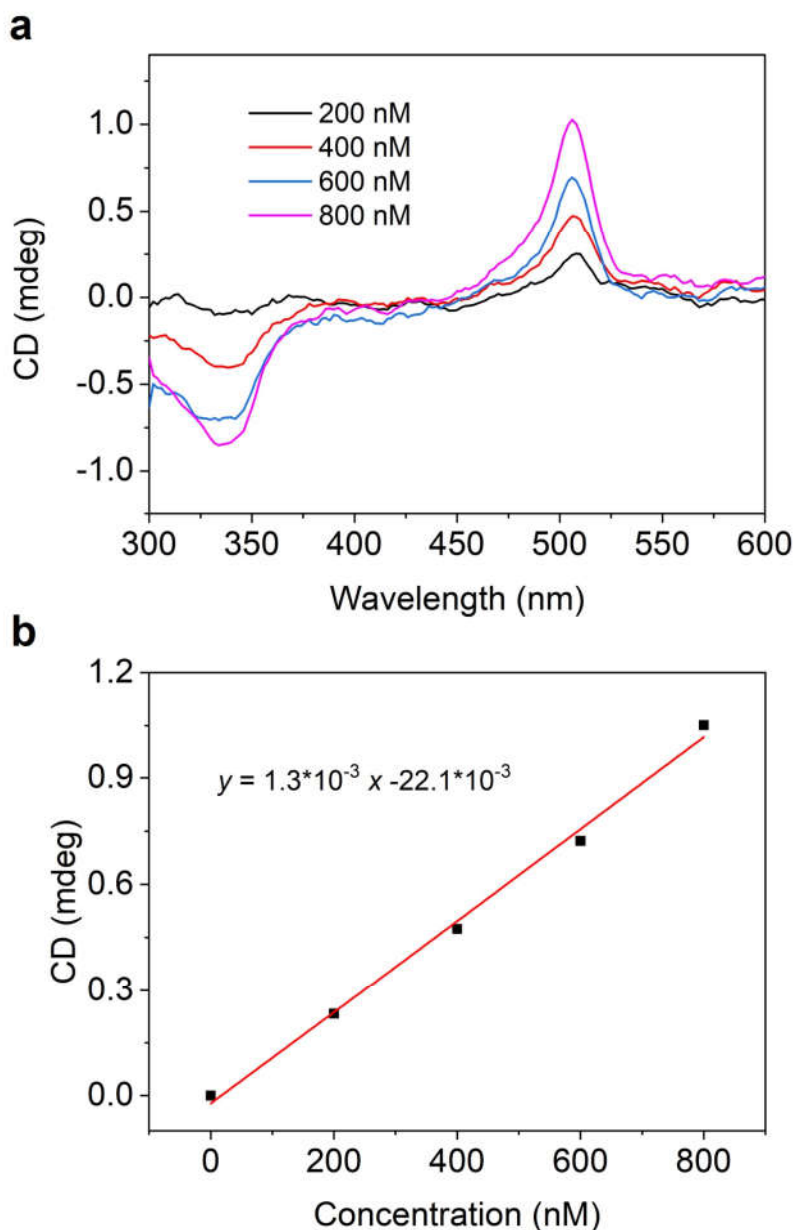 a
200 nM
400 nM
600 nM
800 nM
1.0
0.5
0.0
-0.5
-1.0
CD (mdeg)
300 350 400 450 500 550 600
Wavelength (nm)
b
1.2
0.9
0.6
0.3
0.0
CD (mdeg)
y = 1.3*10⁻³ x -22.1*10⁻³
0 200 400 600 800
Concentration (nM)